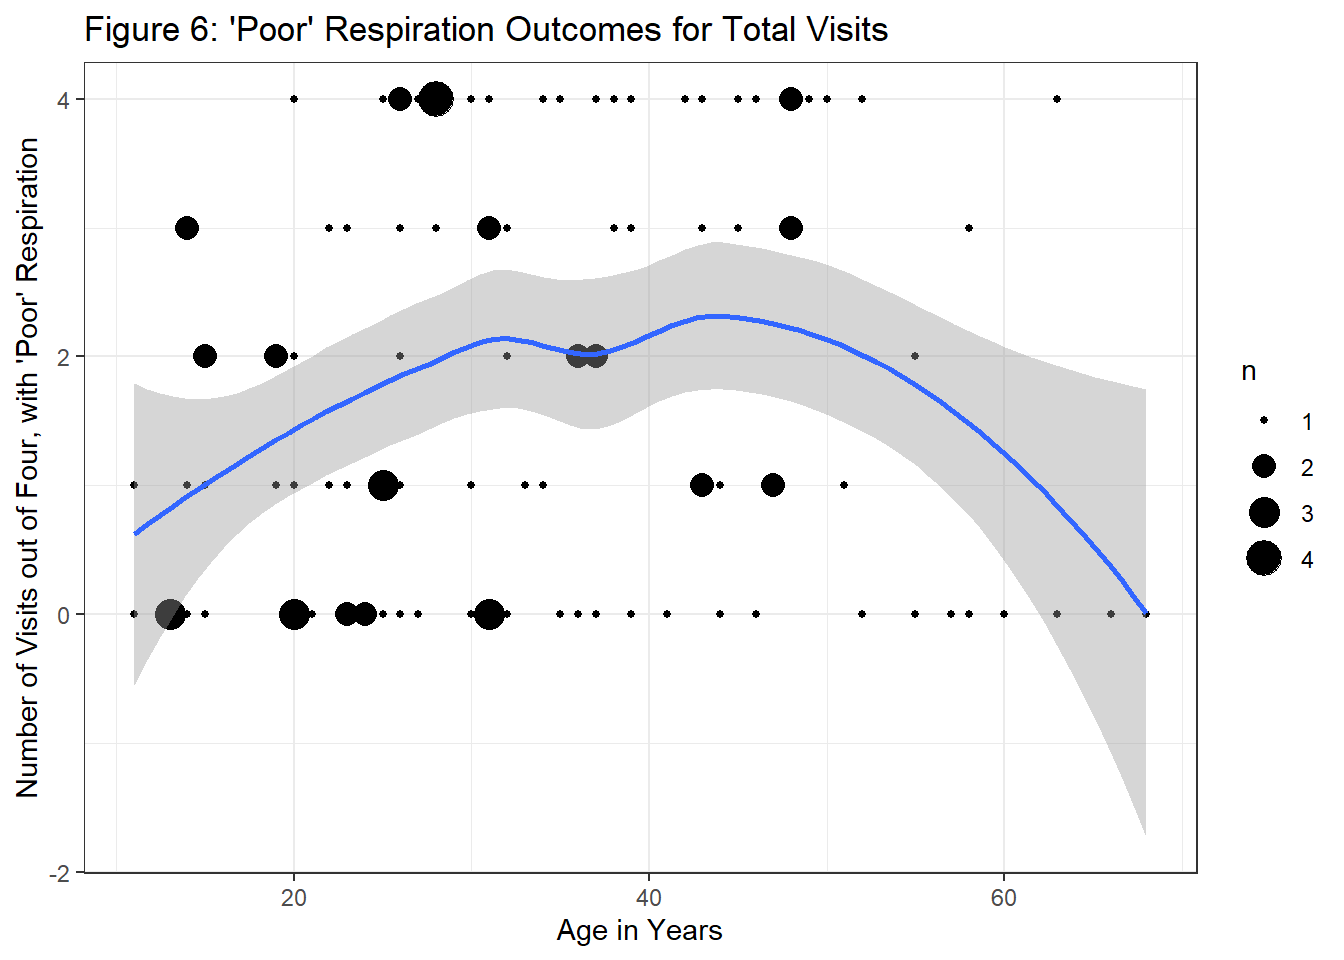 Figure 6: 'Poor' Respiration Outcomes for Total Visits
Number of Visits out of Four, with 'Poor' Respiration
4
2
0
-2
20
40
60
Age in Years
n
1
2
3
4